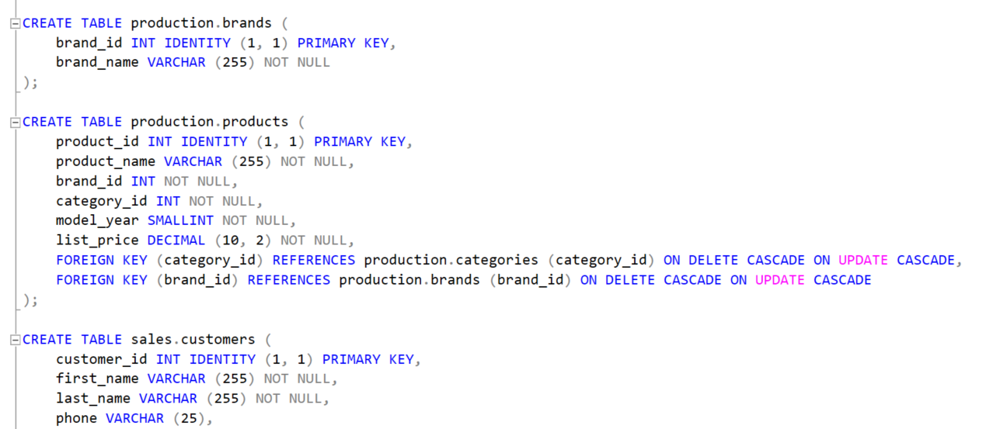 CREATE TABLE production.brands (
    brand_id INT IDENTITY (1, 1) PRIMARY KEY,
    brand_name VARCHAR (255) NOT NULL
);
CREATE TABLE production.products (
    product_id INT IDENTITY (1, 1) PRIMARY KEY,
    product_name VARCHAR (255) NOT NULL,
    brand_id INT NOT NULL,
    category_id INT NOT NULL,
    model_year SMALLINT NOT NULL,
    list_price DECIMAL (10, 2) NOT NULL,
    FOREIGN KEY (category_id) REFERENCES production.categories (category_id) ON DELETE CASCADE ON UPDATE CASCADE,
    FOREIGN KEY (brand_id) REFERENCES production.brands (brand_id) ON DELETE CASCADE ON UPDATE CASCADE
);
CREATE TABLE sales.customers (
    customer_id INT IDENTITY (1, 1) PRIMARY KEY,
    first_name VARCHAR (255) NOT NULL,
    last_name VARCHAR (255) NOT NULL,
    phone VARCHAR (25),